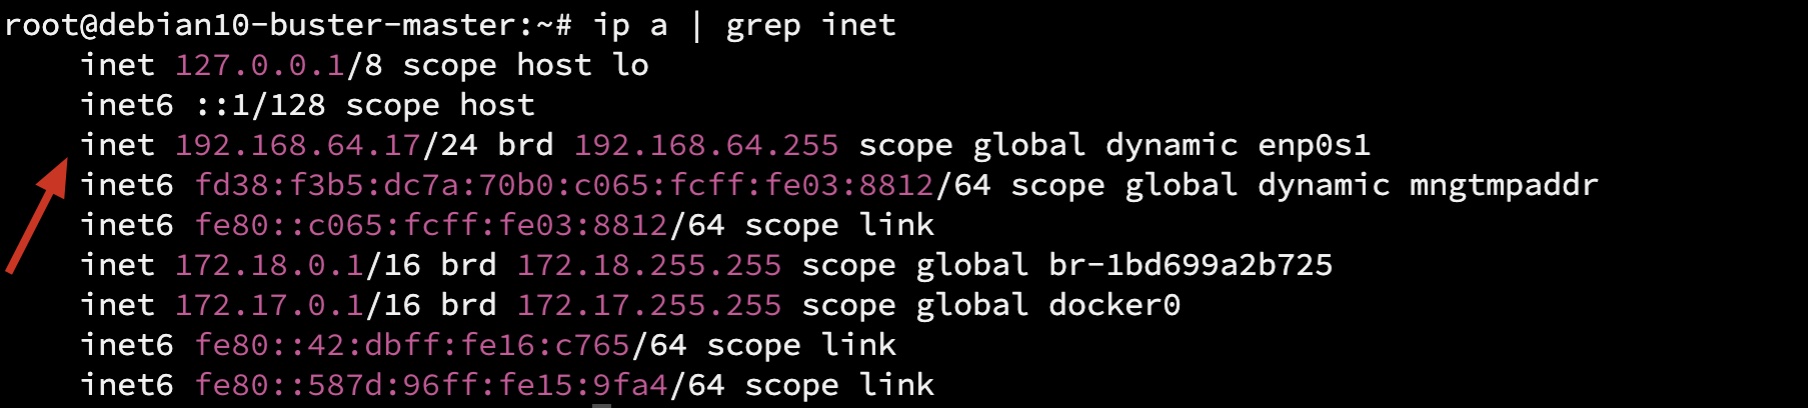 root@debian10-buster-master:~# ip a | grep inet
inet 127.0.0.1/8 scope host lo
inet6 ::1/128 scope host
inet 192.168.64.17/24 brd 192.168.64.255 scope global dynamic enp0s1
inet6 fd38:f3b5:dc7a:70b0:c065:fcff:fe03:8812/64 scope global dynamic mngtmpaddr
inet6 fe80::c065:fcff:fe03:8812/64 scope link
inet 172.18.0.1/16 brd 172.18.255.255 scope global br-1bd699a2b725
inet 172.17.0.1/16 brd 172.17.255.255 scope global docker0
inet6 fe80::42:dbff:fe16:c765/64 scope link
inet6 fe80::587d:96ff:fe15:9fa4/64 scope link